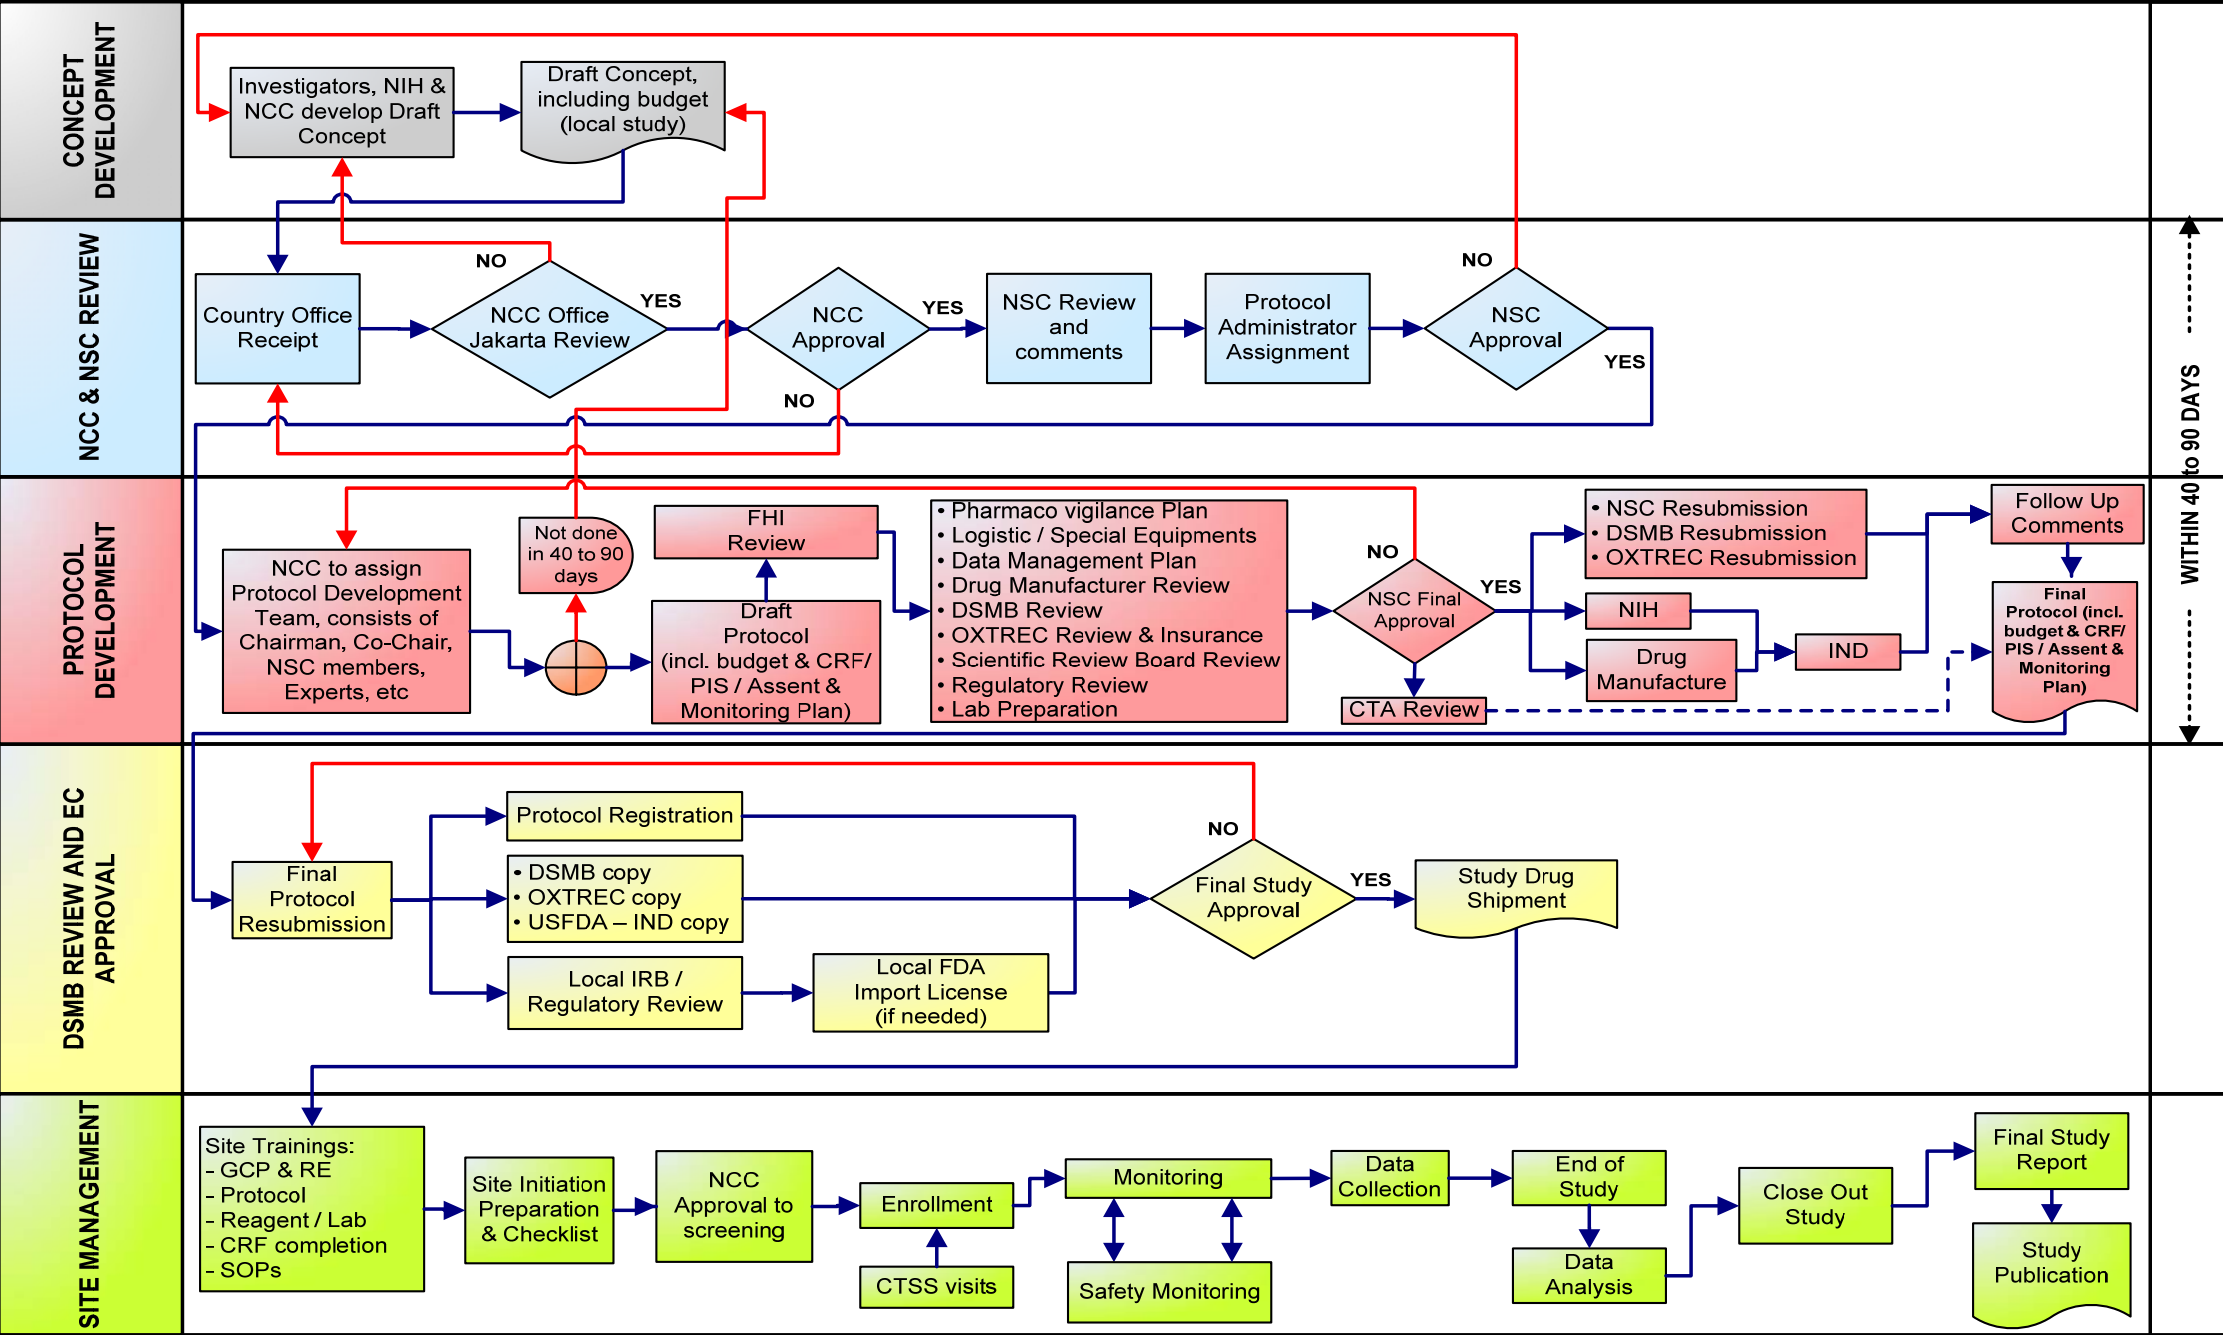 CONCEPT
DEVELOPMENT
Investigators, NIH &
NCC develop Draft
Concept
Draft Concept,
including budget
(local study)
NCC & NSC REVIEW
Country Office
Receipt
NO
NCC Office
Jakarta Review
YES
NCC
Approval
NO
YES
NSC Review
and
comments
Protocol
Administrator
Assignment
NO
NSC
Approval
YES
WITHIN 40 to 90 DAYS
PROTOCOL
DEVELOPMENT
NCC to assign
Protocol Development
Team, consists of
Chairman, Co-Chair,
NSC members,
Experts, etc
Not done
in 40 to 90
days
FHI
Review
Draft
Protocol
(incl. budget & CRF/
PIS / Assent &
Monitoring Plan)
• Pharmaco vigilance Plan
• Logistic / Special Equipments
• Data Management Plan
• Drug Manufacturer Review
• DSMB Review
• OXTREC Review & Insurance
• Scientific Review Board Review
• Regulatory Review
• Lab Preparation
NO
NSC Final
Approval
YES
CTA Review
• NSC Resubmission
• DSMB Resubmission
• OXTREC Resubmission
NIH
Drug
Manufacture
IND
Follow Up
Comments
Final
Protocol (incl.
budget & CRF/
PIS / Assent &
Monitoring
Plan)
DSMB REVIEW AND EC
APPROVAL
Final
Protocol
Resubmission
Protocol Registration
• DSMB copy
• OXTREC copy
• USFDA – IND copy
Local IRB /
Regulatory Review
Local FDA
Import License
(if needed)
NO
Final Study
Approval
YES
Study Drug
Shipment
SITE MANAGEMENT
Site Trainings:
- GCP & RE
- Protocol
- Reagent / Lab
- CRF completion
- SOPs
Site Initiation
Preparation
& Checklist
NCC
Approval to
screening
Enrollment
CTSS visits
Monitoring
Safety Monitoring
Data
Collection
End of
Study
Data
Analysis
Close Out
Study
Final Study
Report
Study
Publication